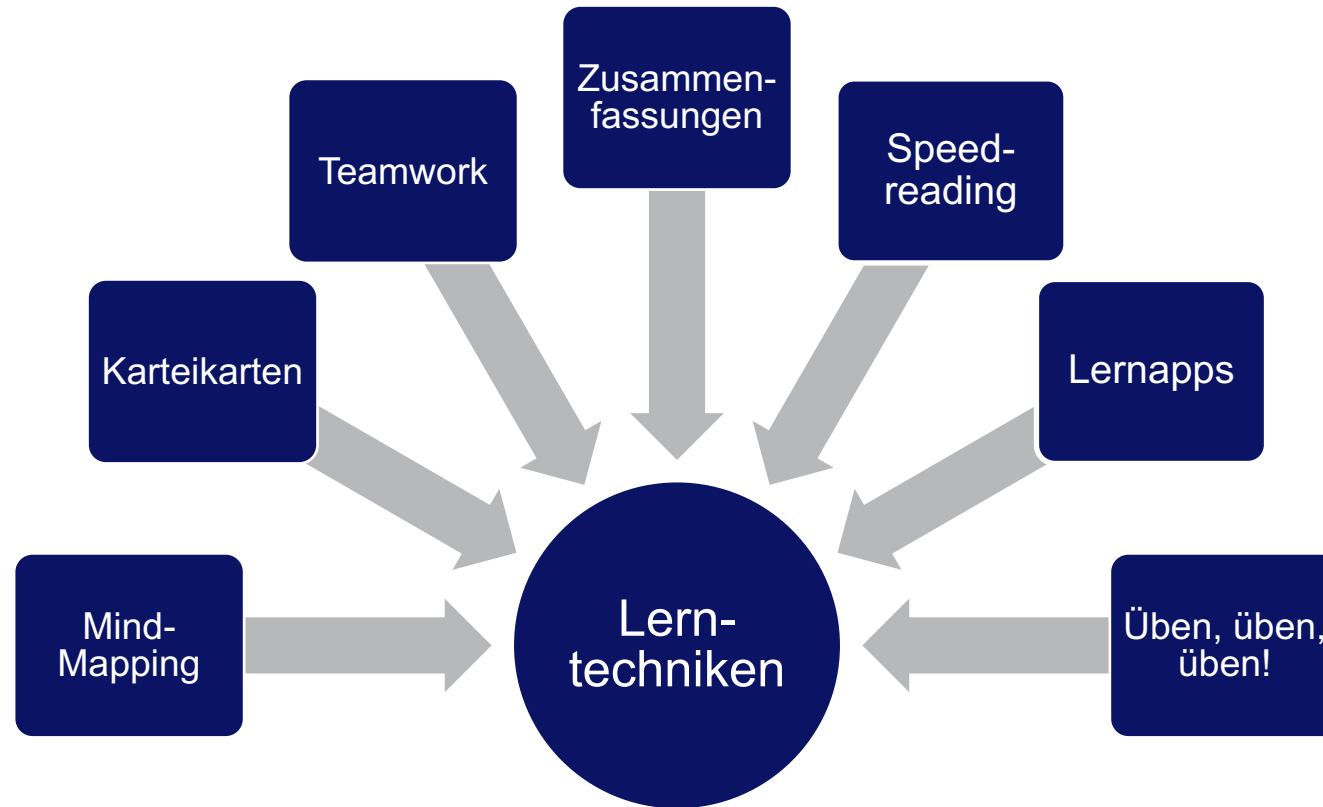 Zusammen-
fassungen
Teamwork
Speed-
reading
Karteikarten
Lernapps
Mind-
Mapping
Lern-
techniken
Üben, üben,
üben!